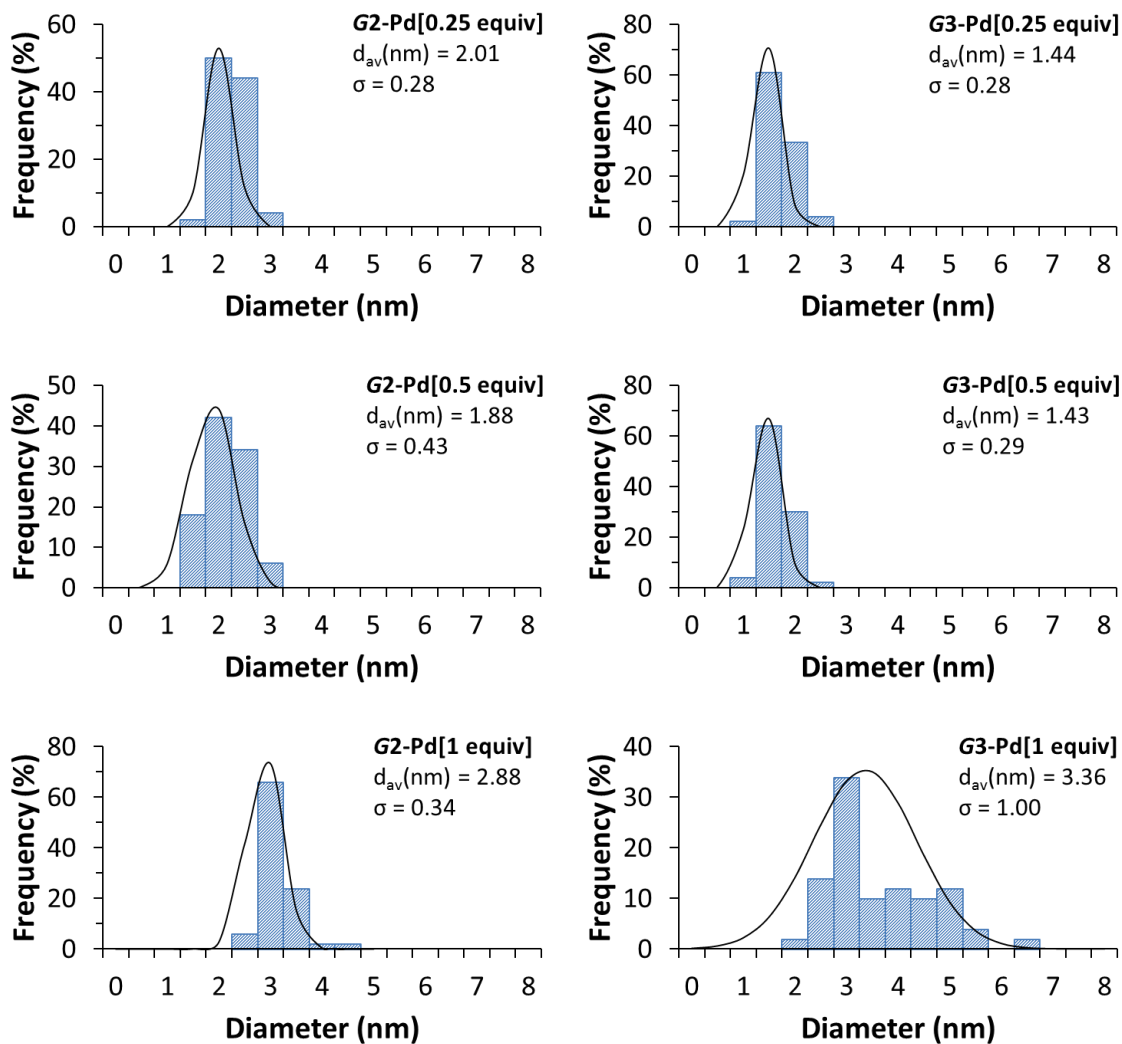 G2-Pd[0.25 equiv]
dav(nm) = 2.01
σ = 0.28
Frequency (%)
60
40
20
0
0 1 2 3 4 5 6 7 8
Diameter (nm)
G3-Pd[0.25 equiv]
dav(nm) = 1.44
σ = 0.28
Frequency (%)
80
60
40
20
0
0 1 2 3 4 5 6 7 8
Diameter (nm)
G2-Pd[0.5 equiv]
dav(nm) = 1.88
σ = 0.43
Frequency (%)
50
40
30
20
10
0
0 1 2 3 4 5 6 7 8
Diameter (nm)
G3-Pd[0.5 equiv]
dav(nm) = 1.43
σ = 0.29
Frequency (%)
80
60
40
20
0
0 1 2 3 4 5 6 7 8
Diameter (nm)
G2-Pd[1 equiv]
dav(nm) = 2.88
σ = 0.34
Frequency (%)
80
60
40
20
0
0 1 2 3 4 5 6 7 8
Diameter (nm)
G3-Pd[1 equiv]
dav(nm) = 3.36
σ = 1.00
Frequency (%)
40
30
20
10
0
0 1 2 3 4 5 6 7 8
Diameter (nm)